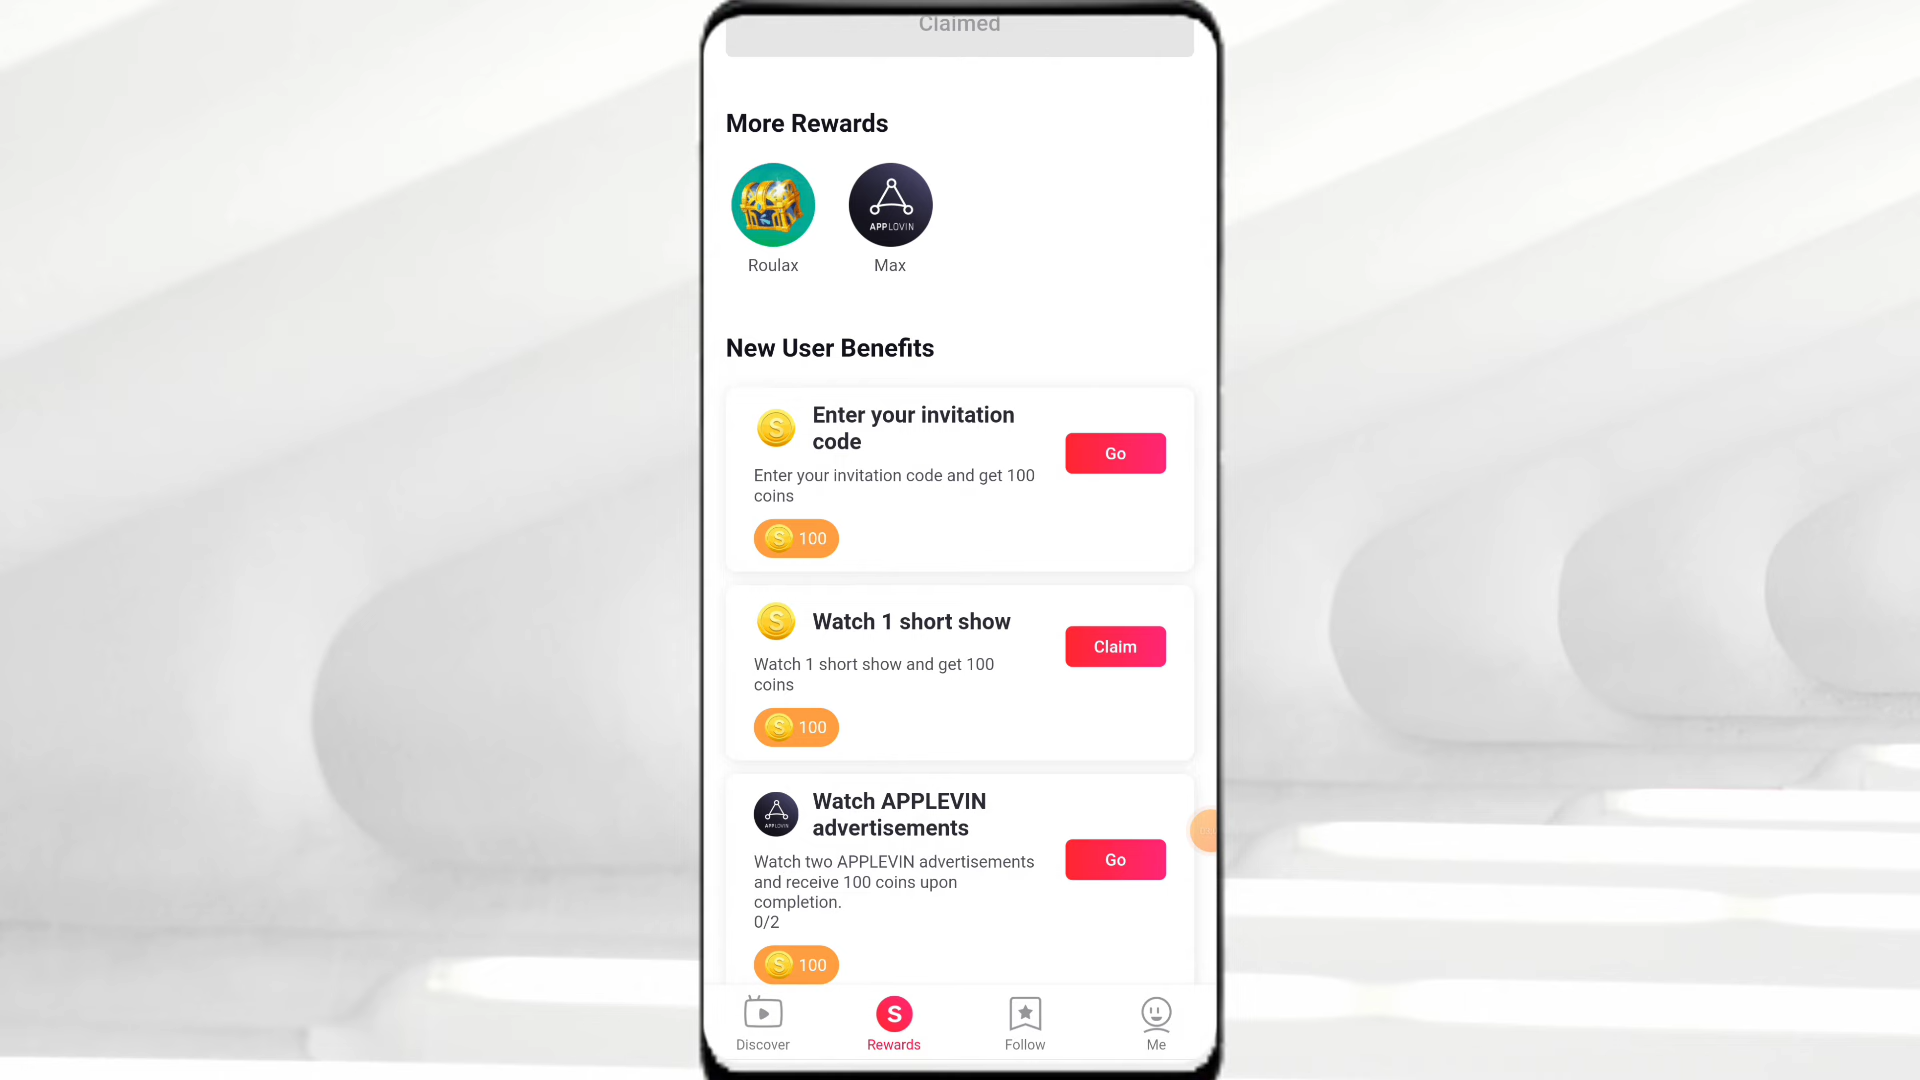 Claimed
More Rewards
APPLOVIN
Roulax
Max
New User Benefits
Enter your invitation
code
Go
Enter your invitation code and get 100
coins
S 100
Watch 1 short show
Claim
Watch 1 short show and get 100
coins
S 100
Watch APPLEVIN
advertisements
Go
Watch two APPLEVIN advertisements
and receive 100 coins upon
completion.
0/2
S 100
S
Discover
Rewards
Follow
Me